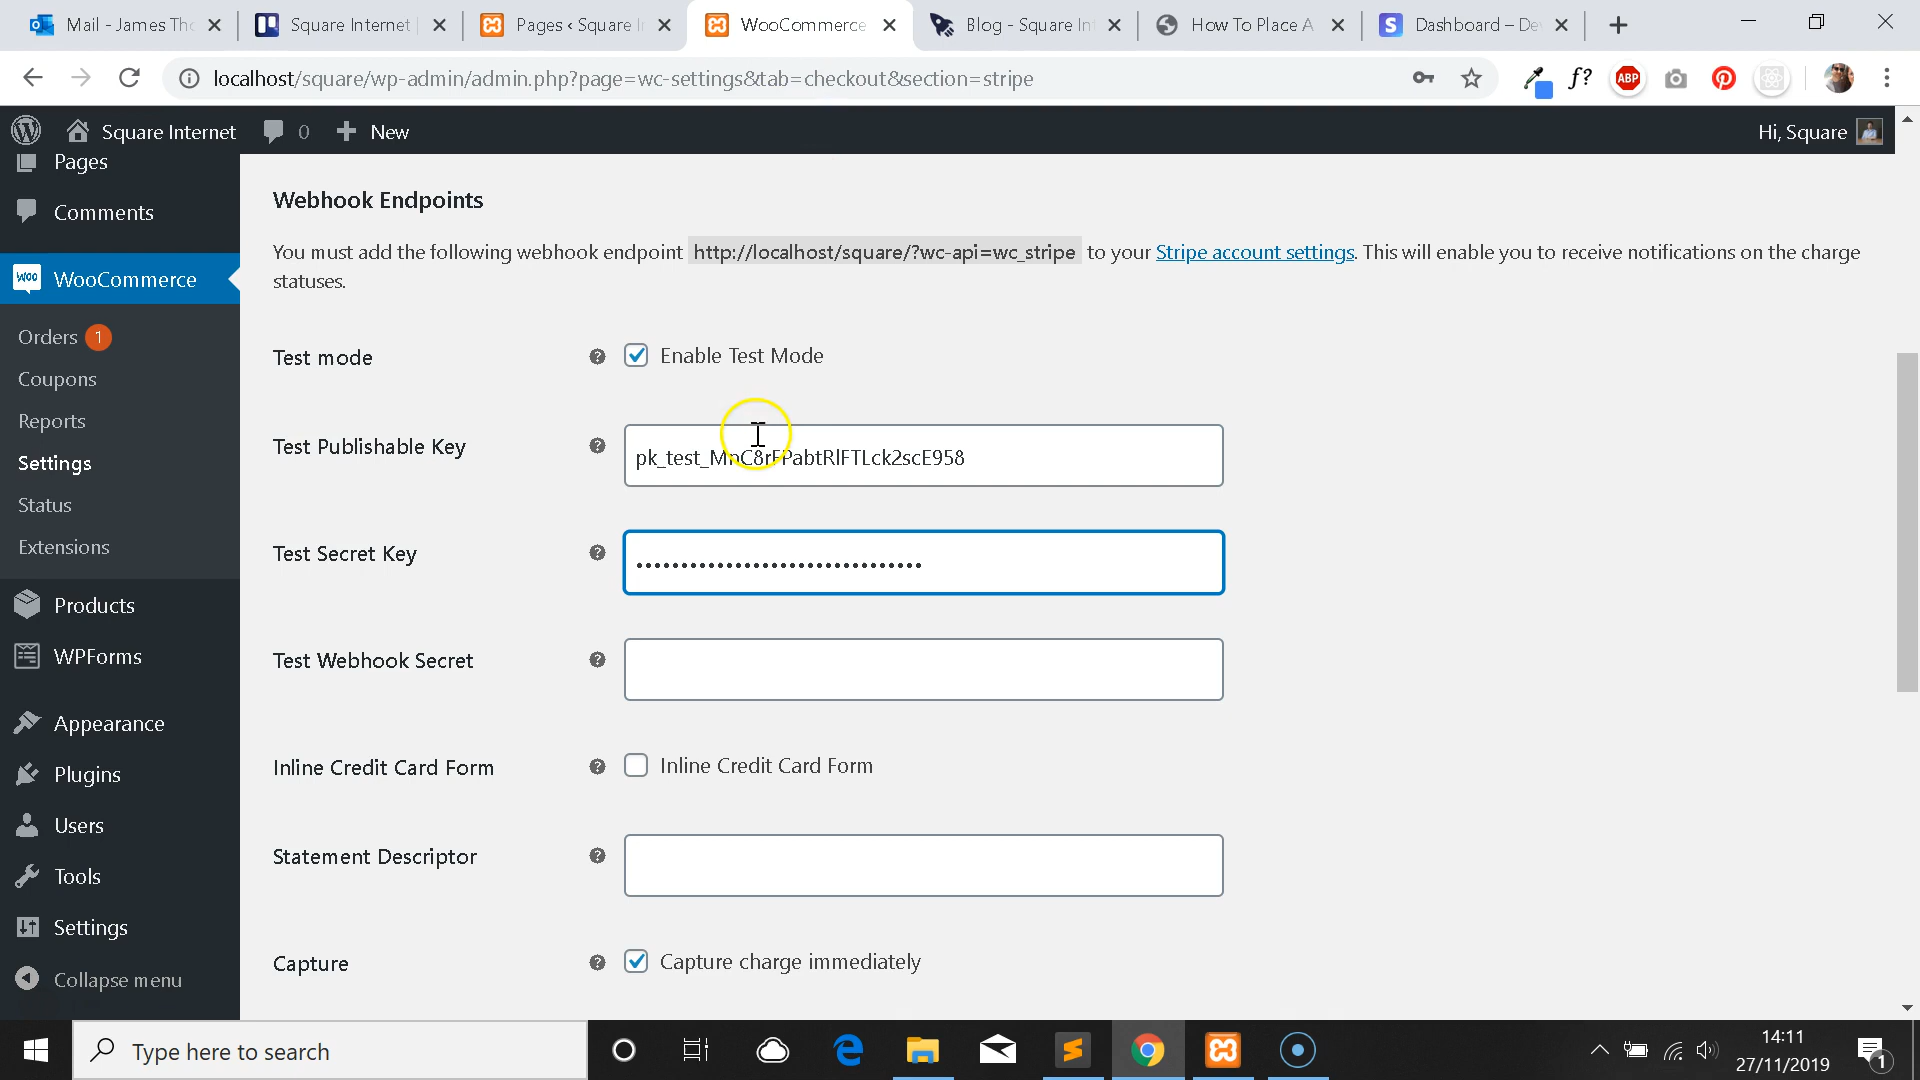 Mail - James Tho
Square Internet
Pages ‹ Square In
WooCommerce
Blog - Square Int
How To Place A
Dashboard – Dev
localhost/square/wp-admin/admin.php?page=wc-settings&tab=checkout&section=stripe
f?
ABP
Square Internet
0
New
Hi, Square
Pages
Comments
WooCommerce
Orders 1
Coupons
Reports
Settings
Status
Extensions
Products
WPForms
Appearance
Plugins
Users
Tools
Settings
Collapse menu
Webhook Endpoints
You must add the following webhook endpoint http://localhost/square/?wc-api=wc_stripe to your Stripe account settings. This will enable you to receive notifications on the charge
statuses.
Test mode
Enable Test Mode
Test Publishable Key
Test Secret Key
Test Webhook Secret
Inline Credit Card Form
Inline Credit Card Form
Statement Descriptor
Capture
Capture charge immediately
Type here to search
14:11
27/11/2019
1